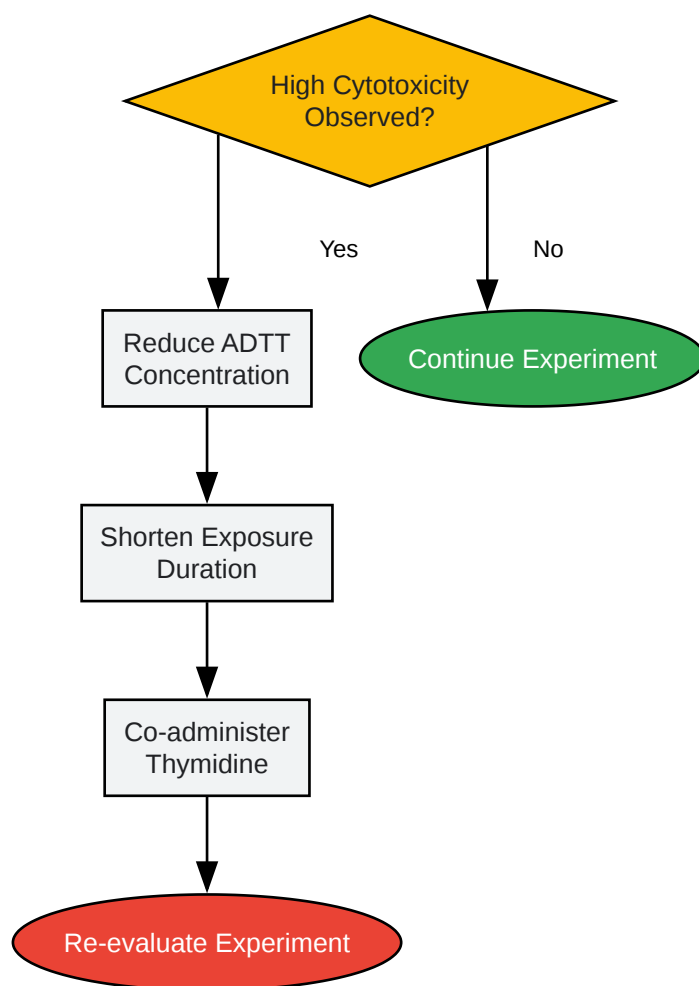 High Cytotoxicity
Observed?
Yes
No
Reduce ADTT
Concentration
Continue Experiment
Shorten Exposure
Duration
Co-administer
Thymidine
Re-evaluate Experiment